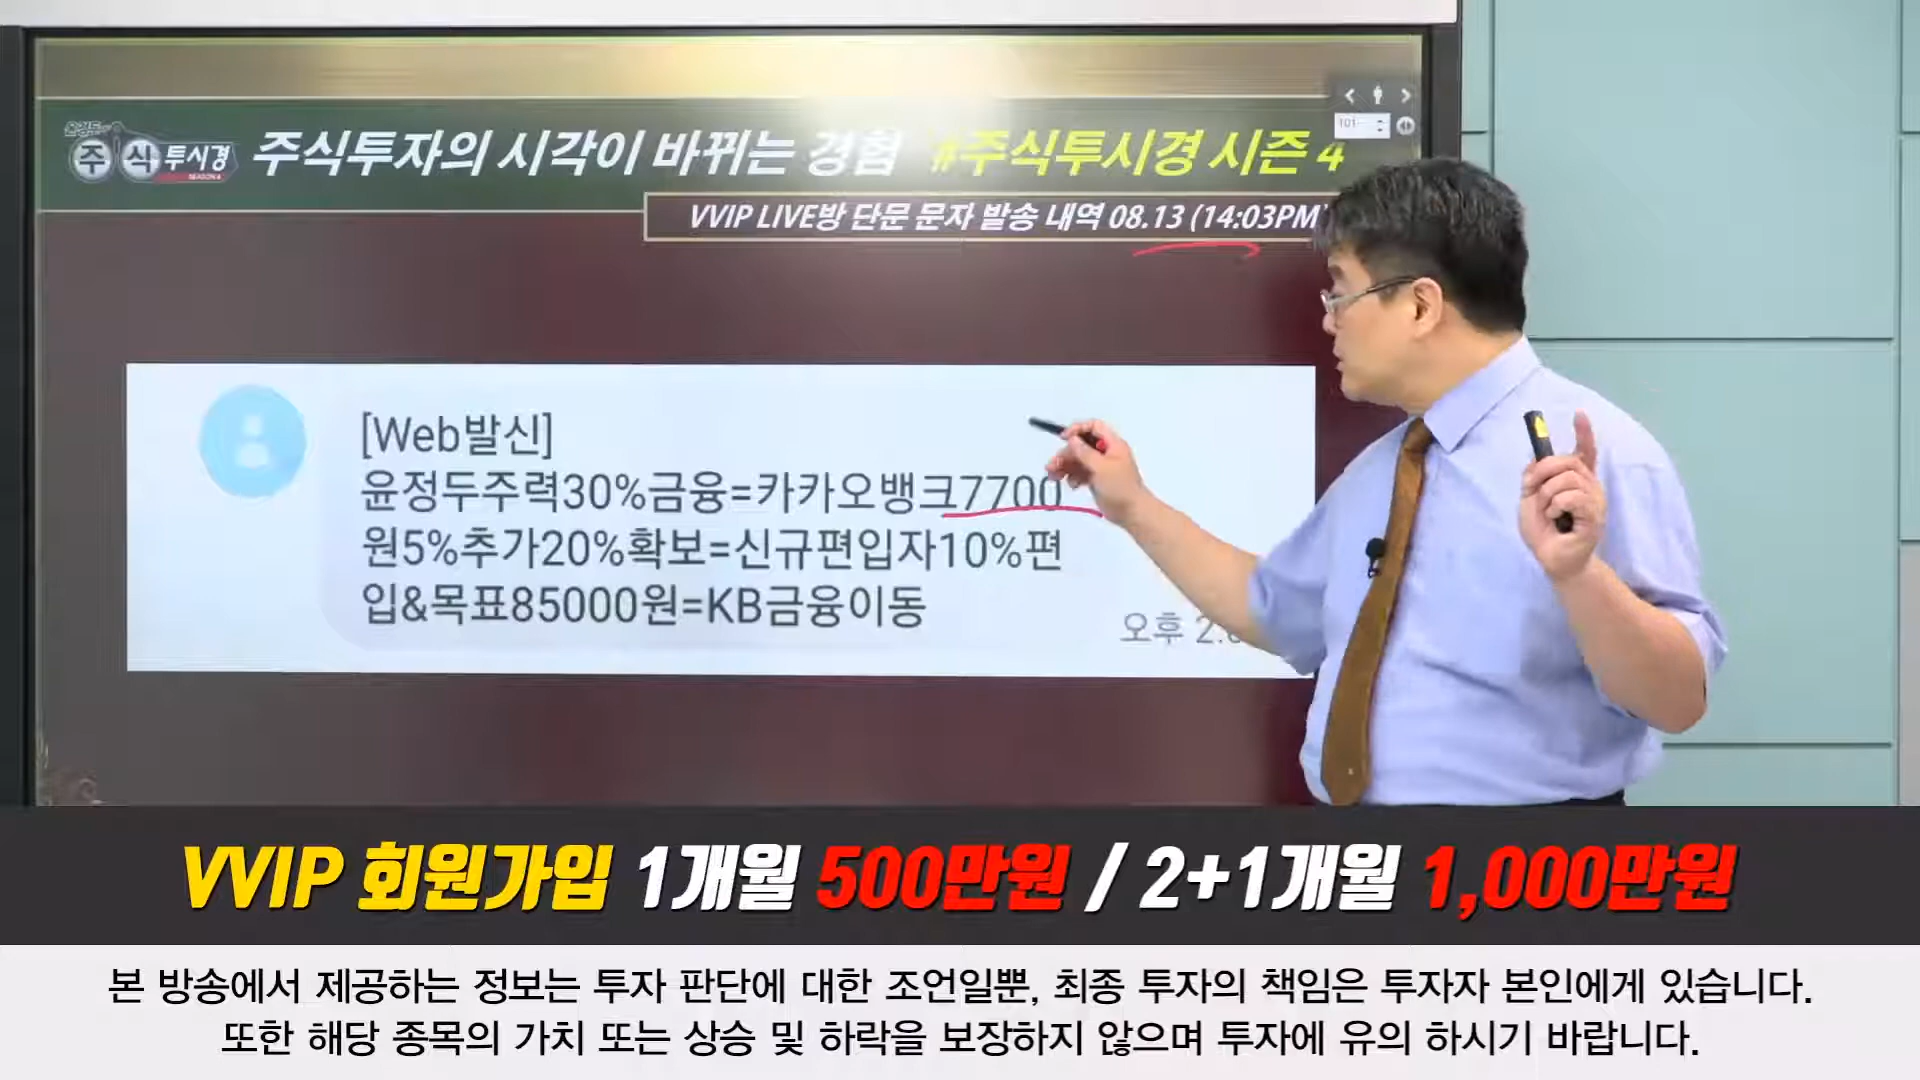 윤정두의
주식투시경
SEASON 4
주식투자의 시각이 바뀌는 경험 #주식투시경 시즌 4
101
VVIP LIVE방 단문 문자 발송 내역 08.13 (14:03PM)
[Web발신]
윤정두주력30%금융=카카오뱅크7700
원5%추가20%확보=신규편입자10%편
입&목표85000원=KB금융이동
오후 2:
VVIP 회원가입 1개월 500만원 / 2+1개월 1,000만원
본 방송에서 제공하는 정보는 투자 판단에 대한 조언일뿐, 최종 투자의 책임은 투자자 본인에게 있습니다.
또한 해당 종목의 가치 또는 상승 및 하락을 보장하지 않으며 투자에 유의 하시기 바랍니다.